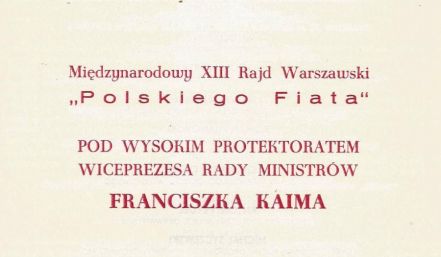 Międzynarodowy XIII Rajd Warszawski
„Polskiego Fiata“
POD WYSOKIM PROTEKTORATEM
WICEPREZESA RADY MINISTRÓW
FRANCISZKA KAIMA